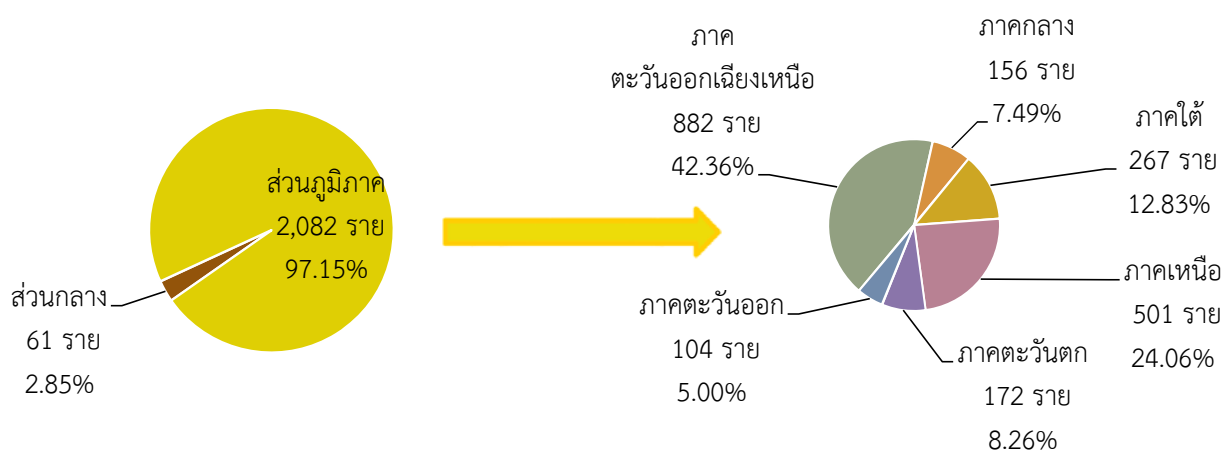 ส่วนภูมิภาค
2,082 ราย
97.15%
ส่วนกลาง
61 ราย
2.85%
ภาค
ตะวันออกเฉียงเหนือ
882 ราย
42.36%
ภาคกลาง
156 ราย
7.49%
ภาคใต้
267 ราย
12.83%
ภาคเหนือ
501 ราย
24.06%
ภาคตะวันตก
172 ราย
8.26%
ภาคตะวันออก
104 ราย
5.00%